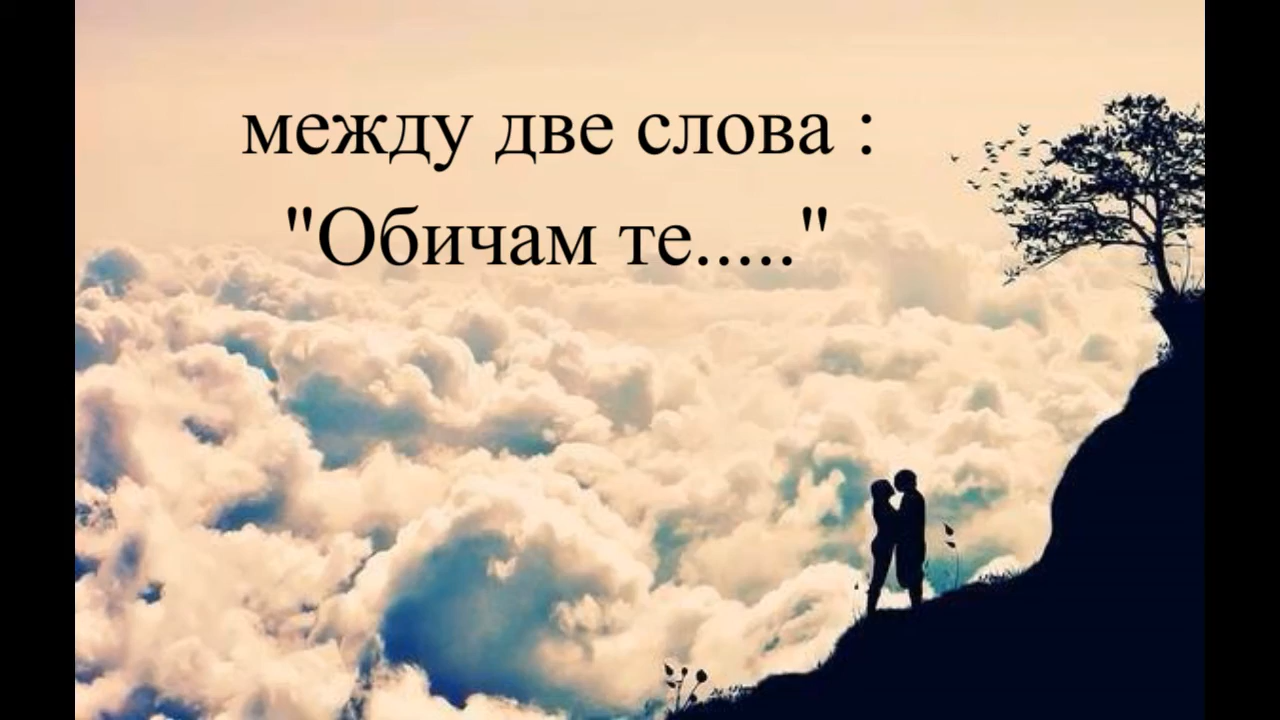 между две слова :
"Обичам те....."